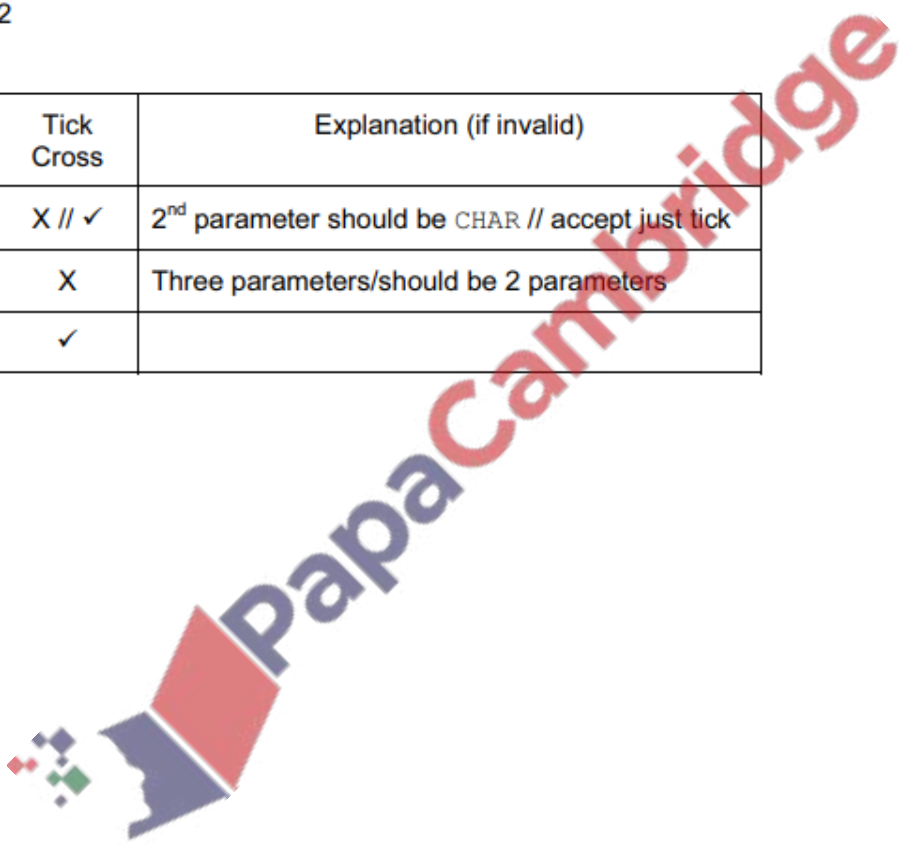 2
Tick
Cross
Explanation (if invalid)
X // ✓
2nd parameter should be CHAR // accept just tick
X
Three parameters/should be 2 parameters
✓
PapaCambridge